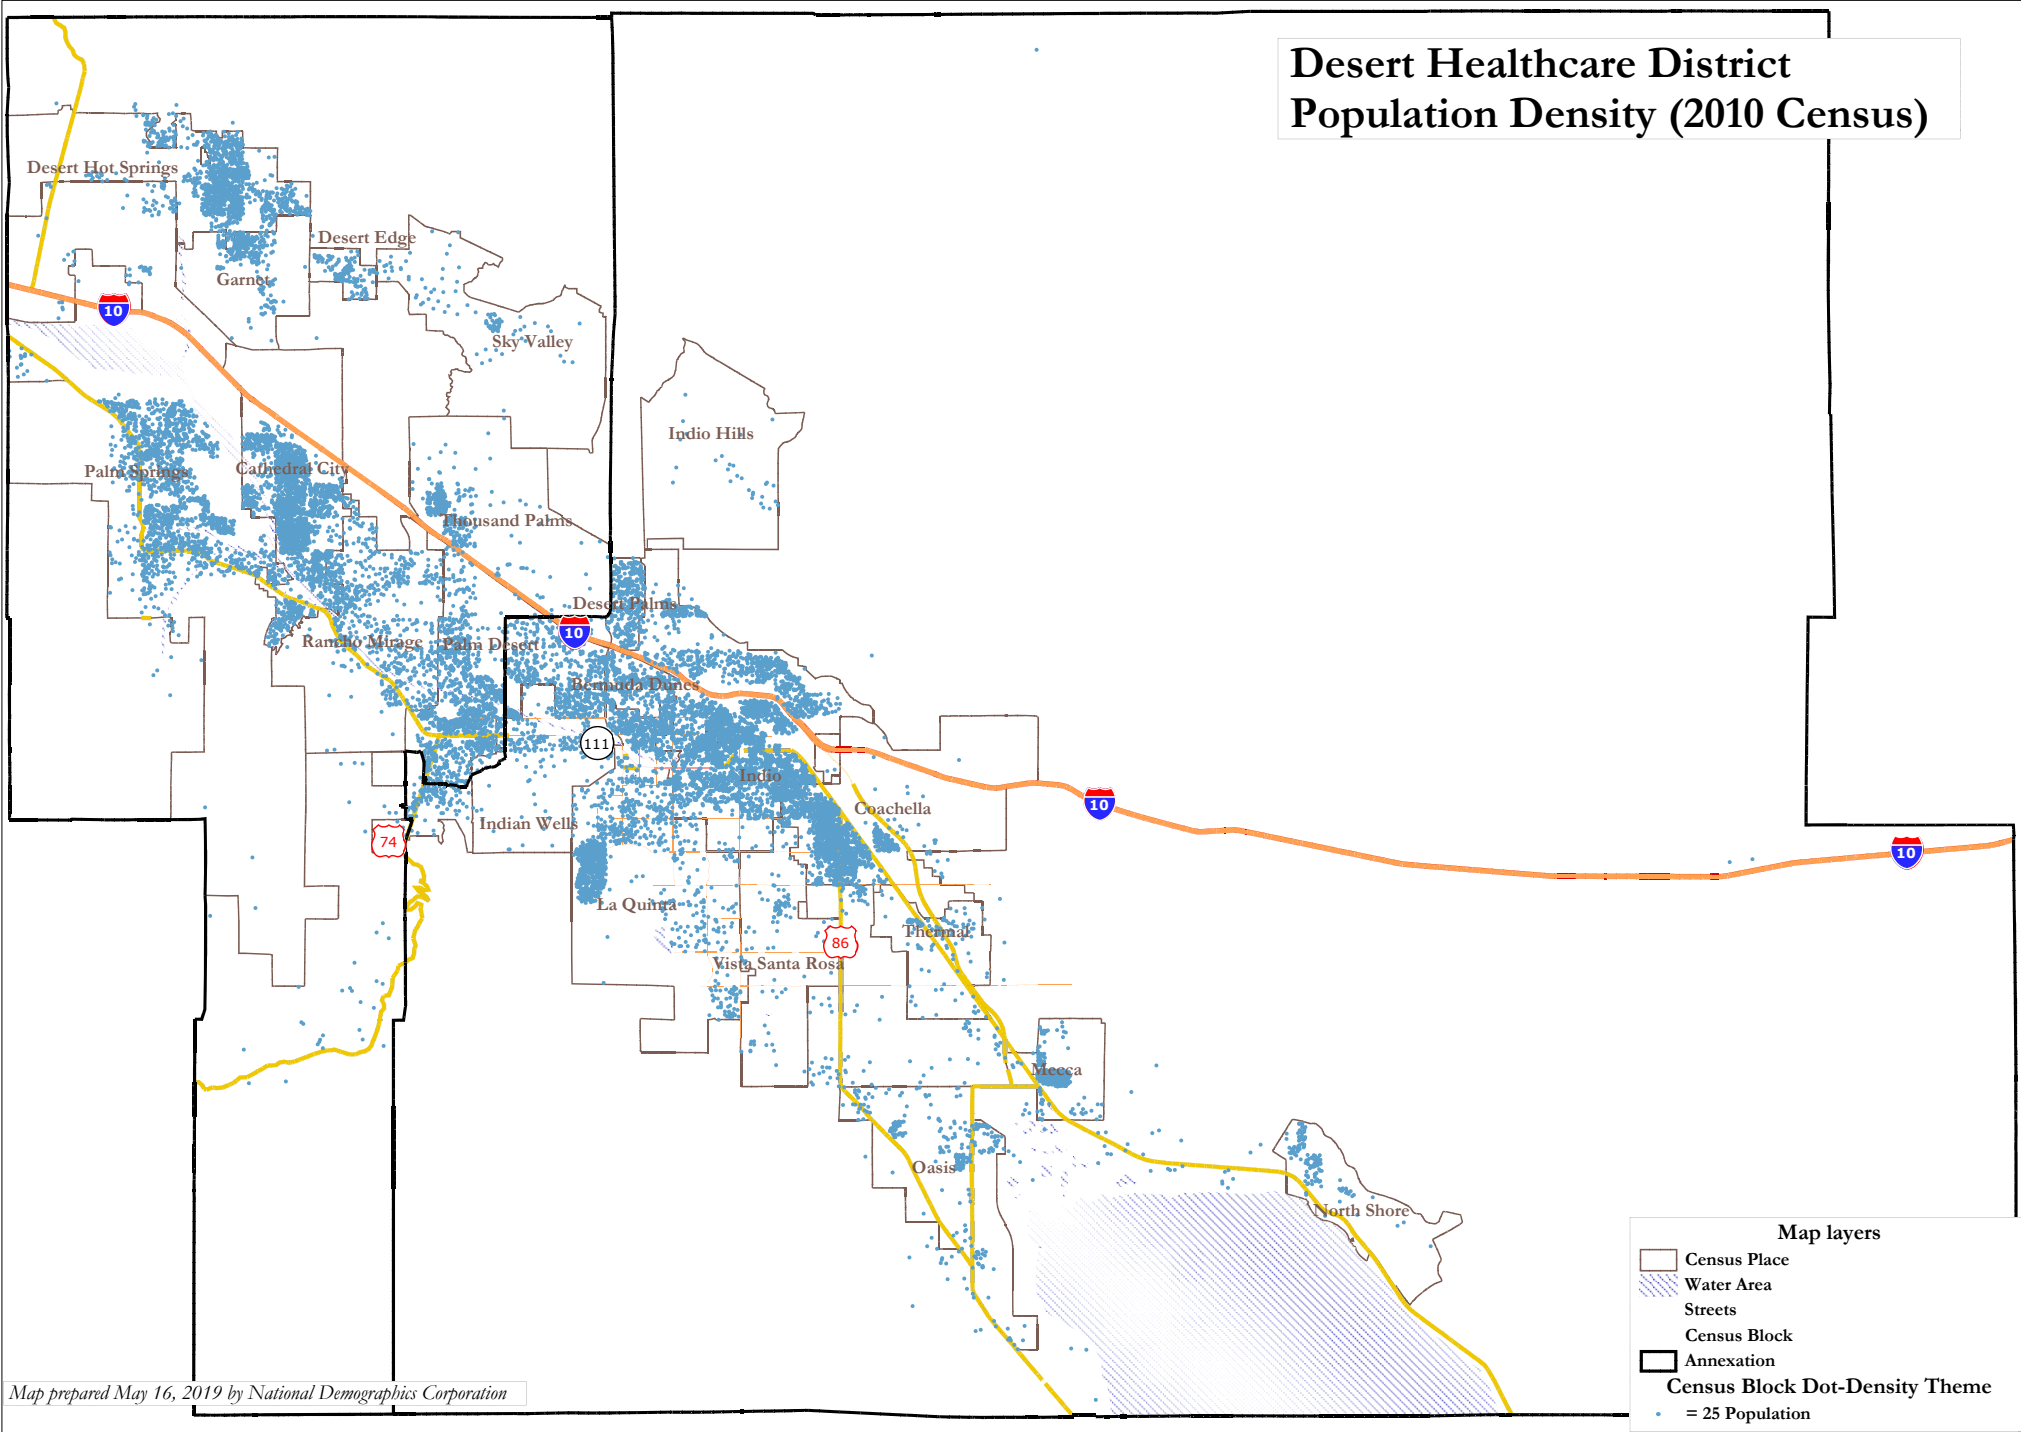 Desert Healthcare District
Population Density (2010 Census)
Desert Hot Springs
Desert Edge
Garnet
10
Sky Valley
Indio Hills
Palm Springs
Cathedral City
Thousand Palms
Desert Palms
10
Rancho Mirage
Palm Desert
Bermuda Dunes
111
Indio
10
Coachella
Indian Wells
74
10
La Quinta
Thermal
86
Vista Santa Rosa
Mecca
Oasis
North Shore
Map layers
Census Place
Water Area
Streets
Census Block
Annexation
Census Block Dot-Density Theme
= 25 Population
Map prepared May 16, 2019 by National Demographics Corporation